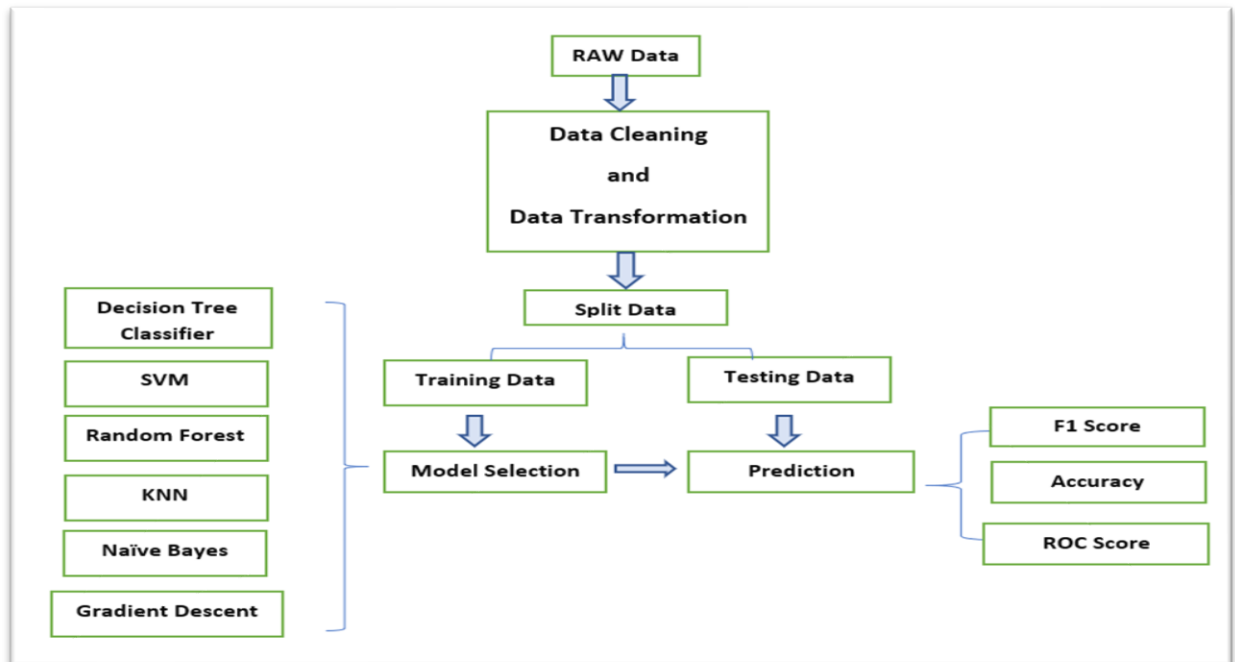 RAW Data
Data Cleaning
and
Data Transformation
Split Data
Training Data
Testing Data
Model Selection
Prediction
Decision Tree
Classifier
SVM
Random Forest
KNN
Naïve Bayes
Gradient Descent
F1 Score
Accuracy
ROC Score